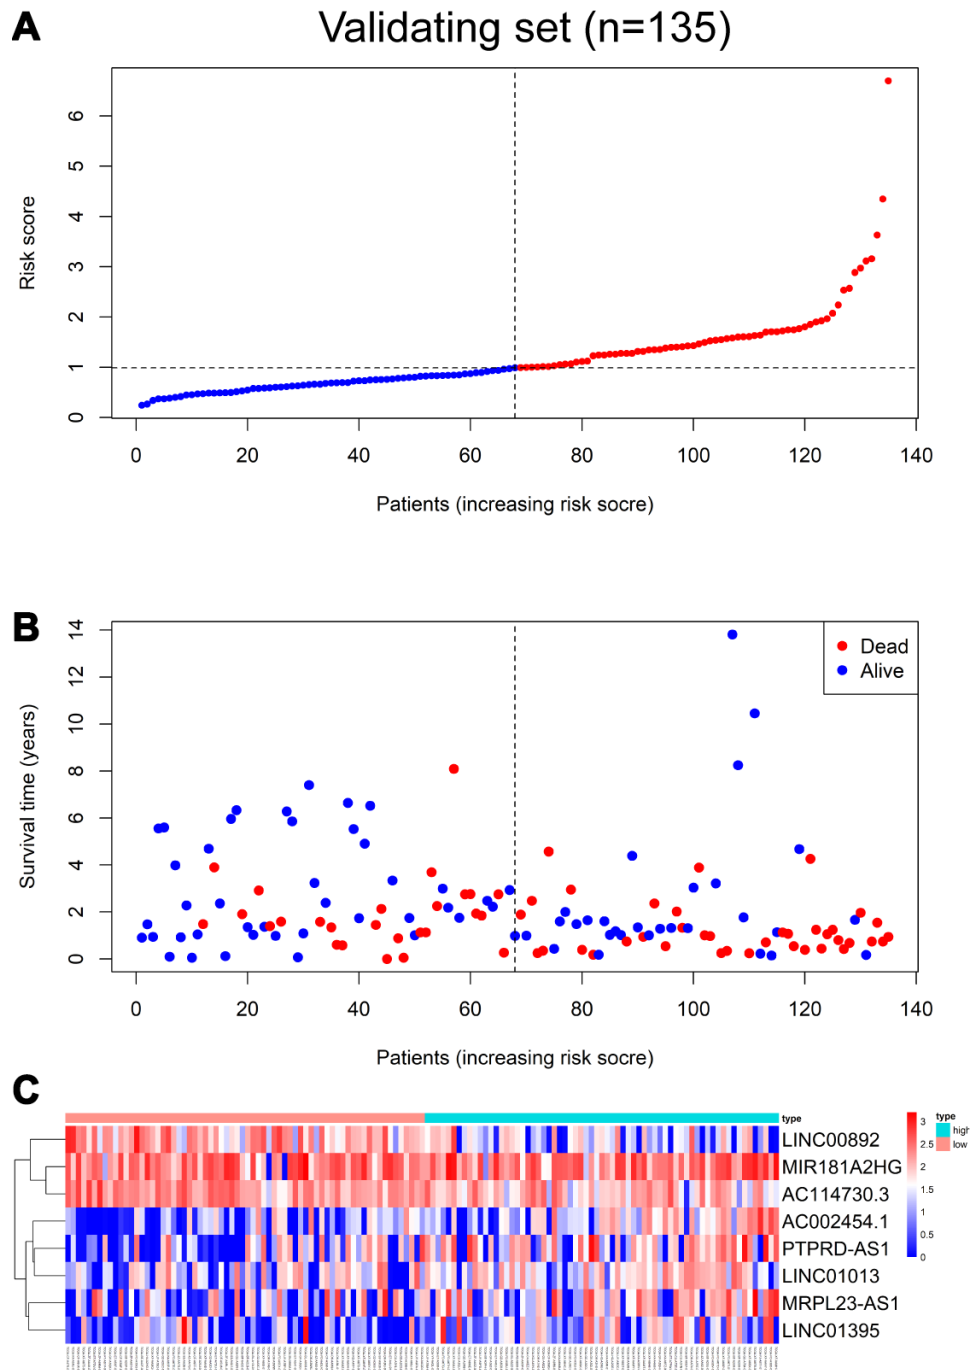 A
Validating set (n=135)
Risk score
0
1
2
3
4
5
6
0 20 40 60 80 100 120 140
Patients (increasing risk socre)
B
Survival time (years)
0
2
4
6
8
10
12
14
Dead
Alive
0 20 40 60 80 100 120 140
Patients (increasing risk socre)
C
type
LINC00892
MIR181A2HG
AC114730.3
AC002454.1
PTPRD-AS1
LINC01013
MRPL23-AS1
LINC01395
3
2.5
2
1.5
1
0.5
0
type
high
low